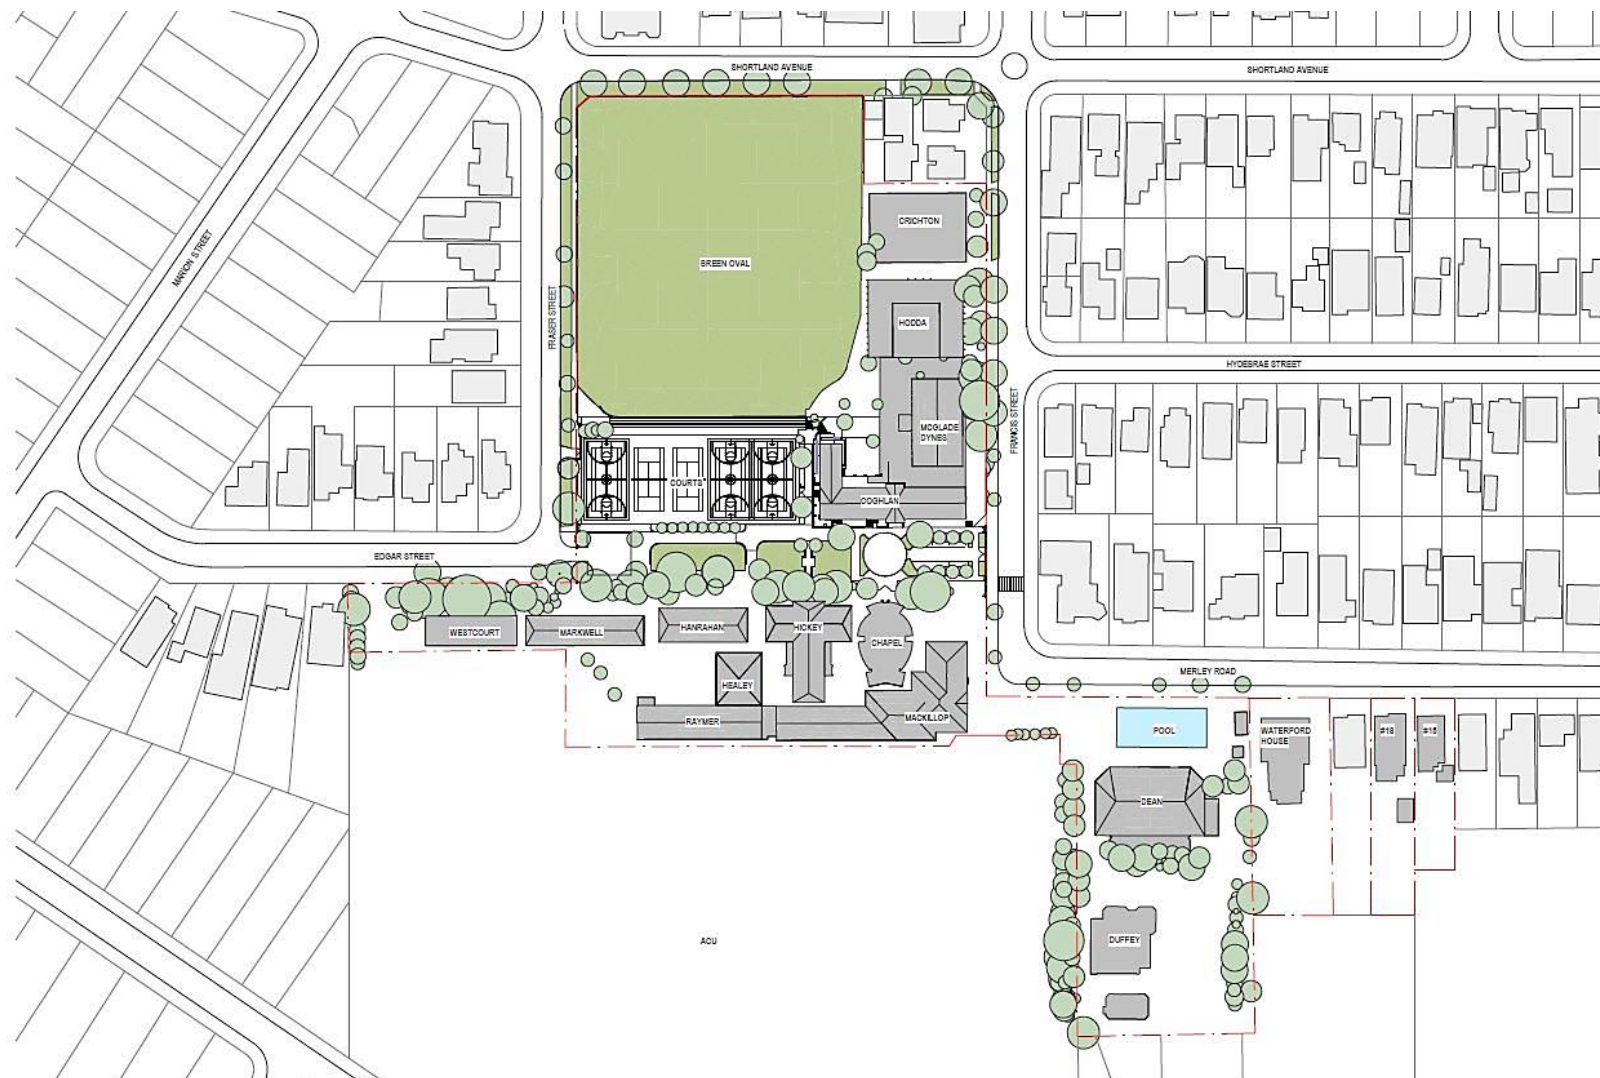 SHORTLAND AVENUE
SHORTLAND AVENUE
MARION STREET
FRASER STREET
BREEN OVAL
CRICHTON
HODDA
HYDEBRAE STREET
FRANCIS STREET
MCGLADE
DYNES
COURTS
COGHLAN
EDGAR STREET
WESTCOURT
MARKWELL
HANRAHAN
HICKEY
CHAPEL
HEALEY
RAYMER
MACKILLOP
MERLEY ROAD
POOL
WATERFORD
HOUSE
#18
DEAN
DUFFEY
ACU